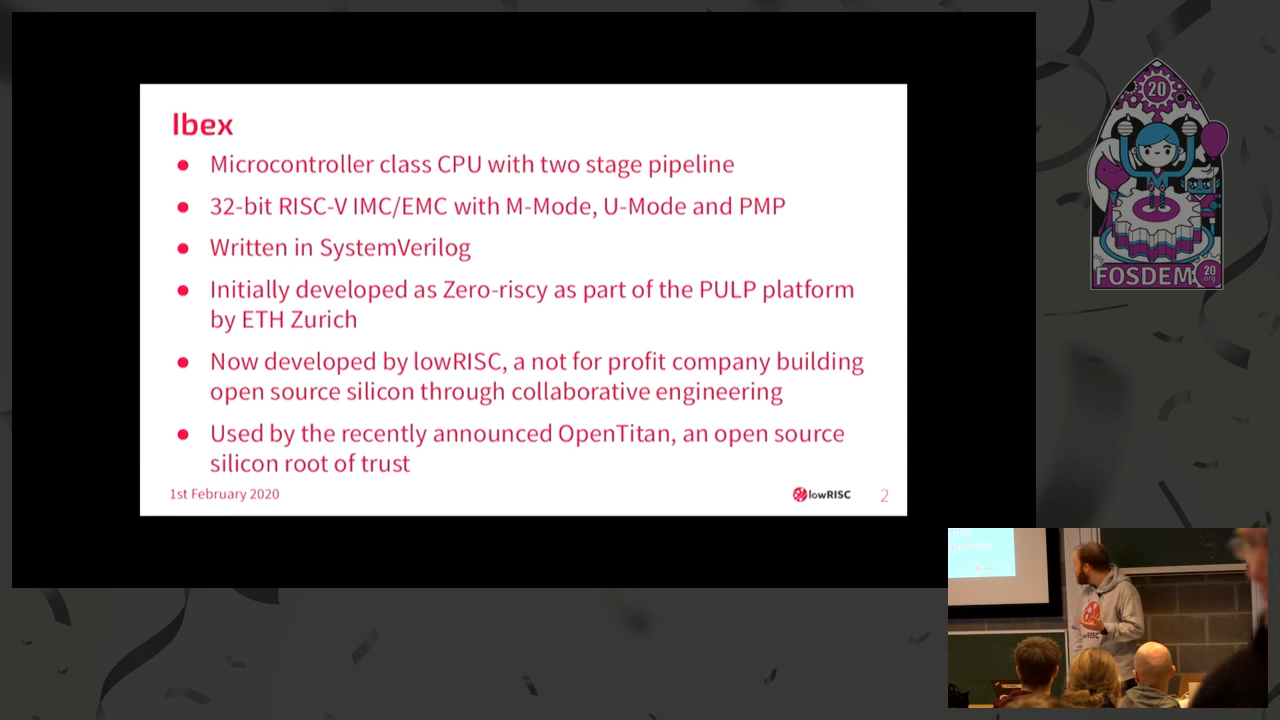 Ibex
● Microcontroller class CPU with two stage pipeline
● 32-bit RISC-V IMC/EMC with M-Mode, U-Mode and PMP
● Written in SystemVerilog
● Initially developed as Zero-riscy as part of the PULP platform
by ETH Zurich
● Now developed by lowRISC, a not for profit company building
open source silicon through collaborative engineering
● Used by the recently announced OpenTitan, an open source
silicon root of trust
1st February 2020
lowRISC
2
20
FOSDEM
20
.org